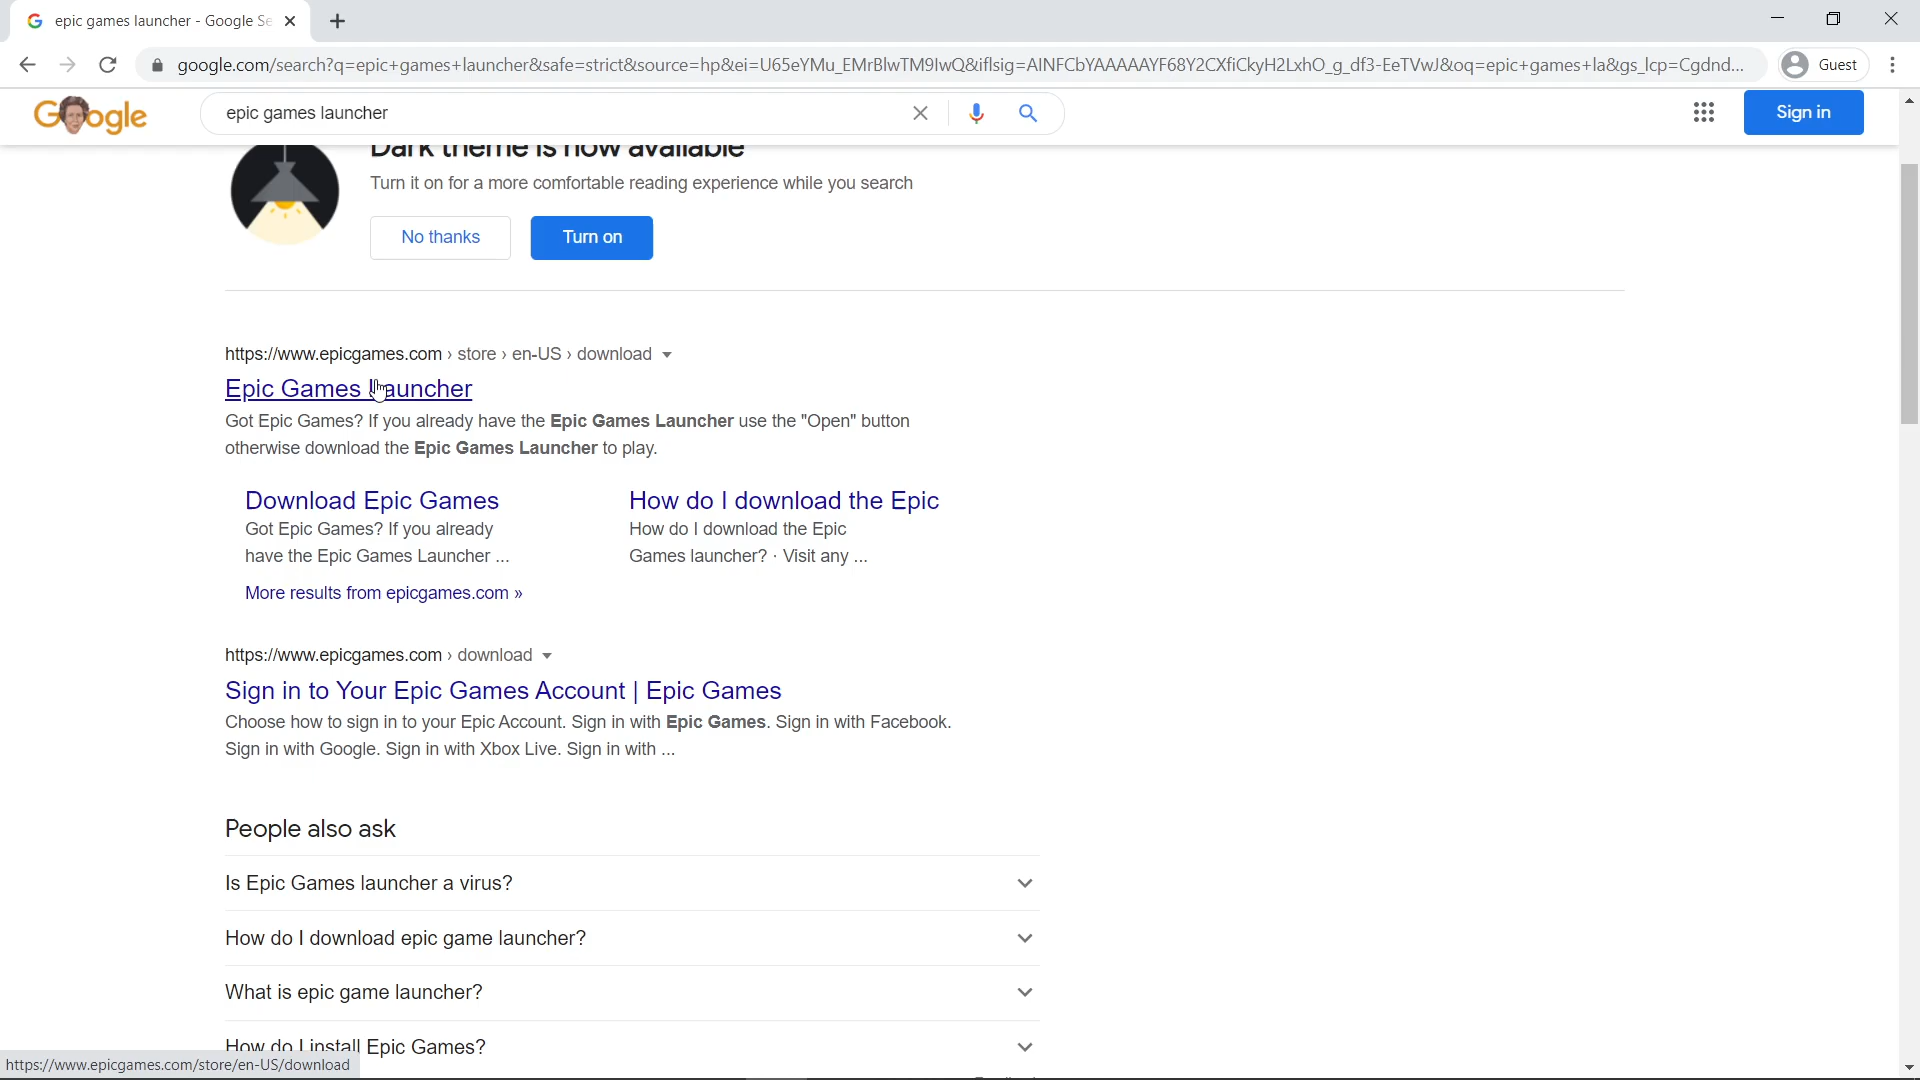 epic games launcher - Google Se
google.com/search?q=epic+games+launcher&safe=strict&source=hp&ei=U65eYMu_EMrBlwTM9IwQ&iflsig=AINFCbYAAAAAYF68Y2CXfiCkyH2LxhO_g_df3-EeTVwJ&oq=epic+games+la&gs_lcp=Cgdnd...
Guest
Google
epic games launcher
Sign in
Dark theme is now available
Turn it on for a more comfortable reading experience while you search
No thanks
Turn on
https://www.epicgames.com › store › en-US › download
Epic Games Launcher
Got Epic Games? If you already have the Epic Games Launcher use the "Open" button
otherwise download the Epic Games Launcher to play.
Download Epic Games
Got Epic Games? If you already
have the Epic Games Launcher ...
How do I download the Epic
How do I download the Epic
Games launcher? · Visit any ...
More results from epicgames.com »
https://www.epicgames.com › download
Sign in to Your Epic Games Account | Epic Games
Choose how to sign in to your Epic Account. Sign in with Epic Games. Sign in with Facebook.
Sign in with Google. Sign in with Xbox Live. Sign in with ...
People also ask
Is Epic Games launcher a virus?
How do I download epic game launcher?
What is epic game launcher?
How do I install Epic Games?
https://www.epicgames.com/store/en-US/download